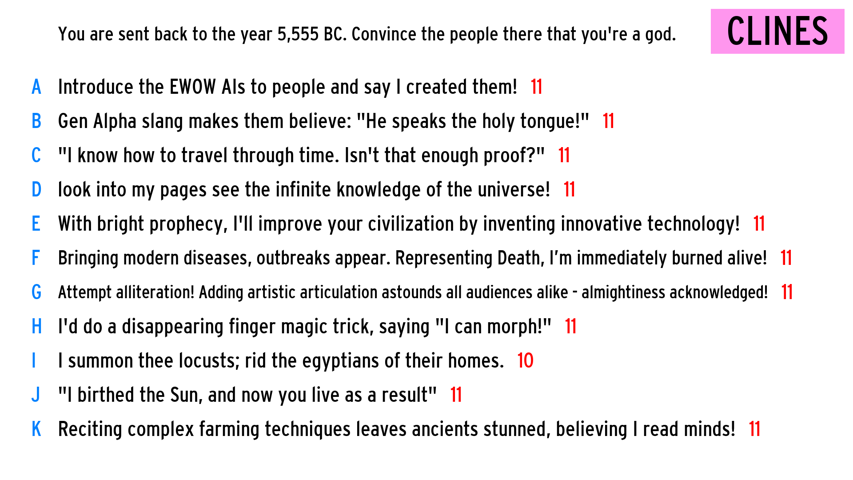 You are sent back to the year 5,555 BC. Convince the people there that you're a god.
CLINES
A Introduce the EWOW AIs to people and say I created them! 11
B Gen Alpha slang makes them believe: "He speaks the holy tongue!" 11
C "I know how to travel through time. Isn't that enough proof?" 11
D look into my pages see the infinite knowledge of the universe! 11
E With bright prophecy, I'll improve your civilization by inventing innovative technology! 11
F Bringing modern diseases, outbreaks appear. Representing Death, I’m immediately burned alive! 11
G Attempt alliteration! Adding artistic articulation astounds all audiences alike - almightiness acknowledged! 11
H I'd do a disappearing finger magic trick, saying "I can morph!" 11
I I summon thee locusts; rid the egyptians of their homes. 10
J "I birthed the Sun, and now you live as a result" 11
K Reciting complex farming techniques leaves ancients stunned, believing I read minds! 11